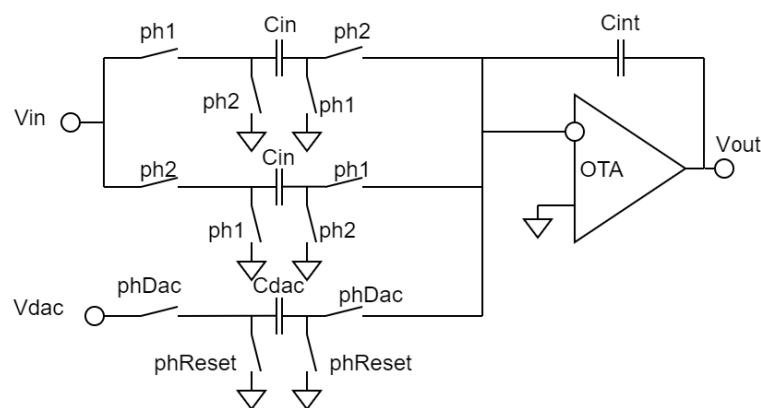 ph1
Cin
ph2
Cint
ph2
ph1
Vin
Vout
Cin
OTA
ph2
ph1
ph1
ph2
Cdac
phDac
phDac
Vdac
phReset
phReset